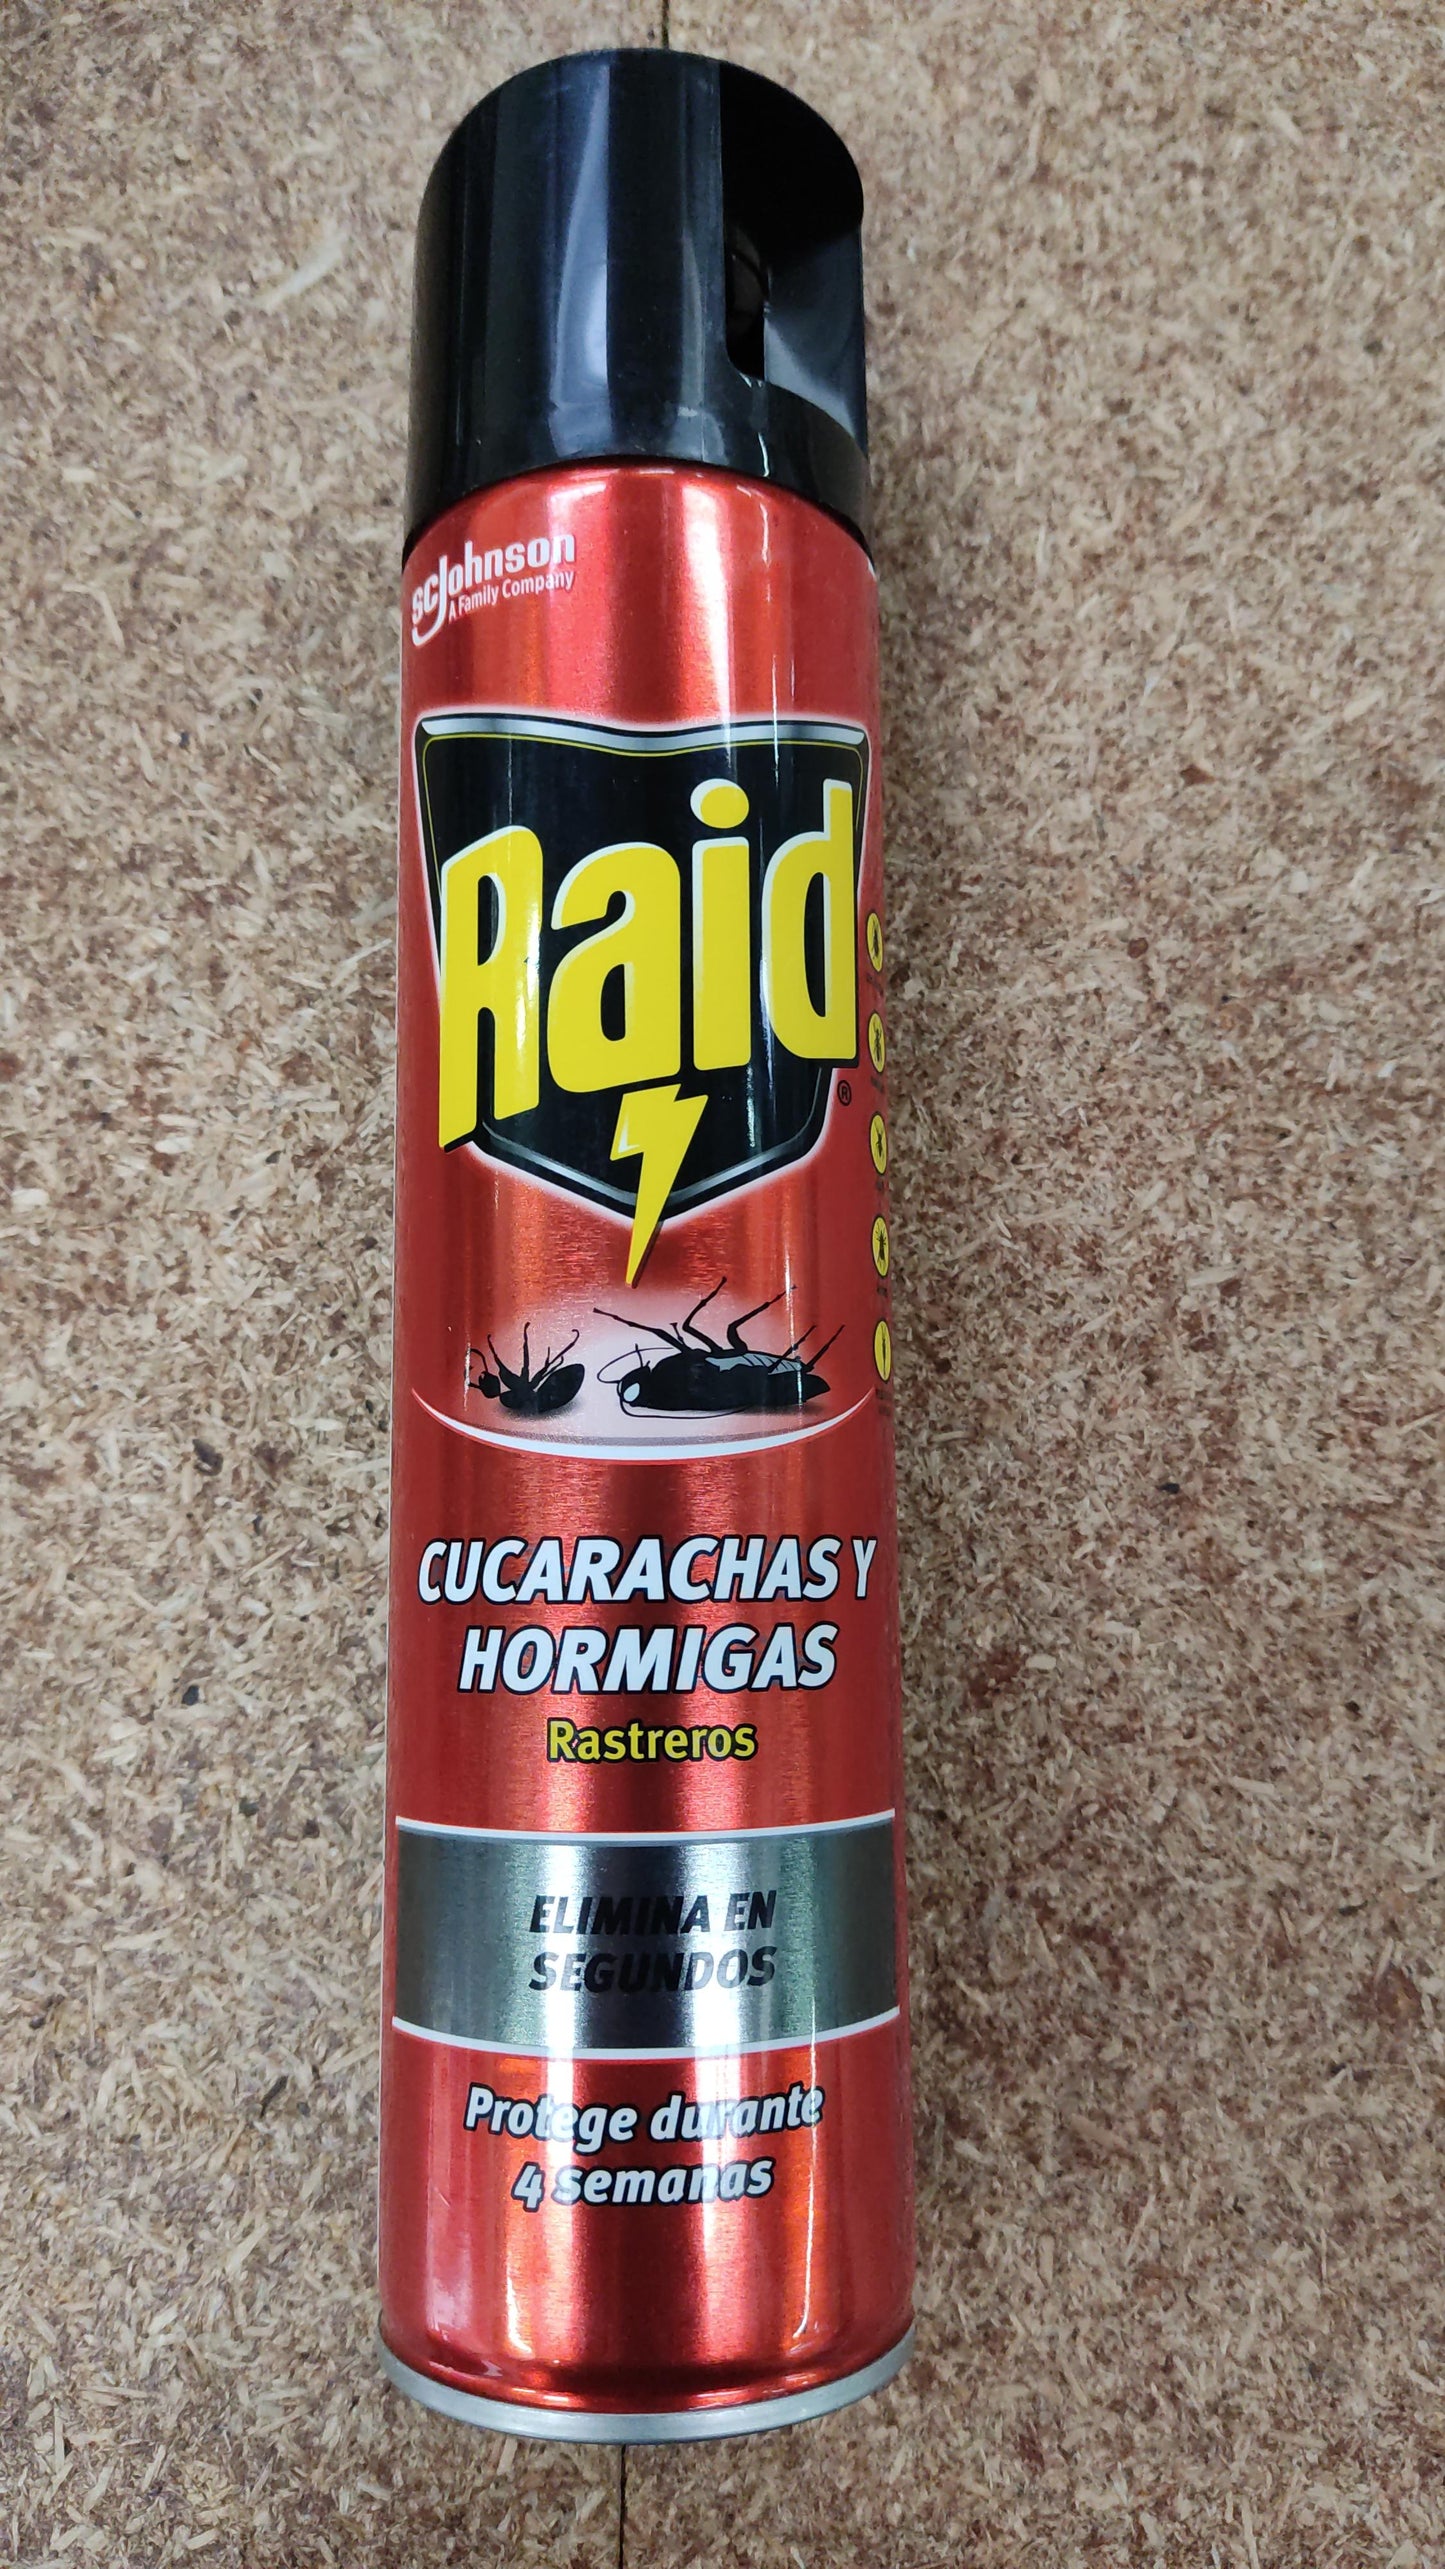 scJohnson
A Family Company
Raid
®
CUCARACHAS Y
HORMIGAS
Rastreros
ELIMINA EN
SEGUNDOS
Protege durante
4 semanas